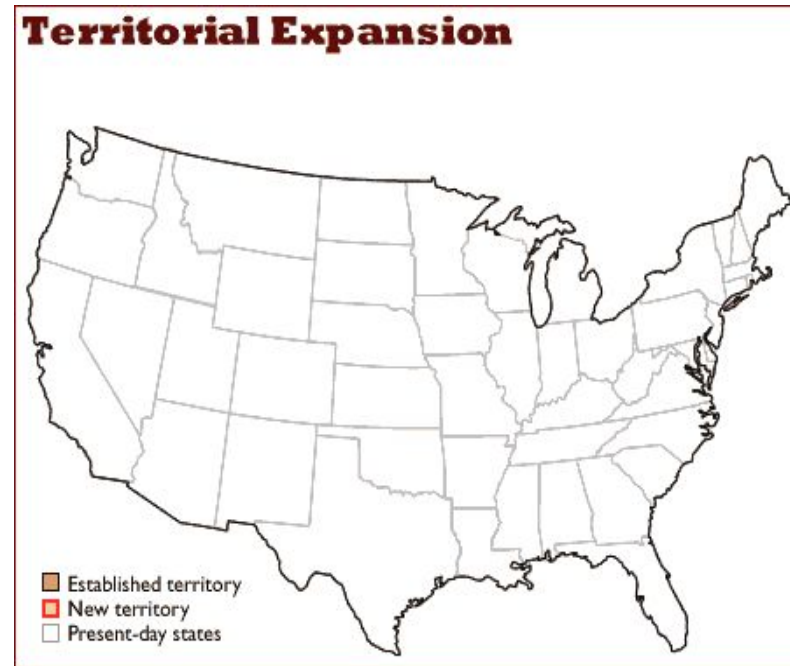 Territorial Expansion
Established territory
New territory
Present-day states